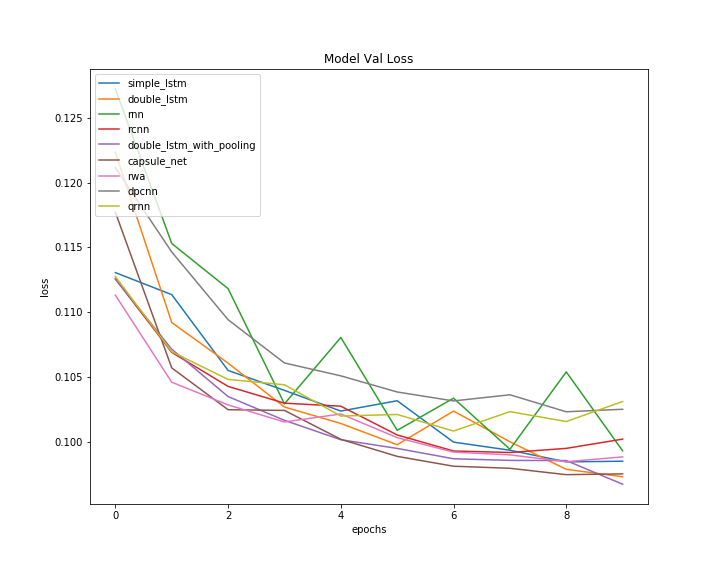 Model Val Loss
simple_lstm
double_lstm
rnn
rcnn
double_lstm_with_pooling
capsule_net
rwa
dpcnn
qrnn
0.125
0.120
0.115
0.110
0.105
0.100
loss
0 2 4 6 8
epochs